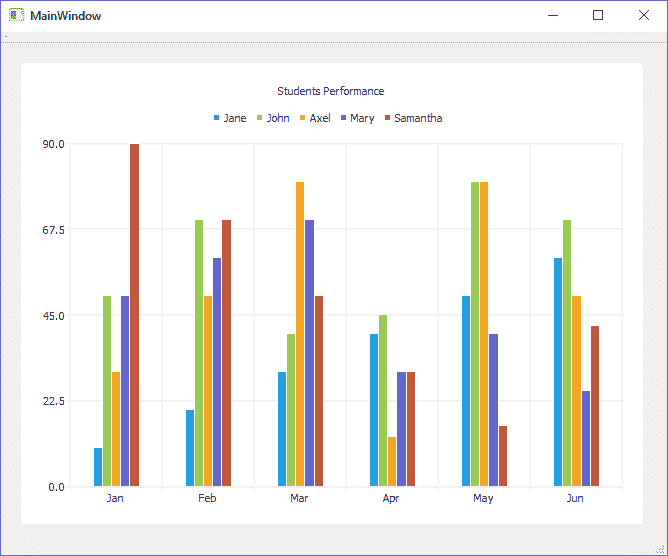 MainWindow
Students Performance
Jane John Axel Mary Samantha
90.0
67.5
45.0
22.5
0.0
Jan Feb Mar Apr May Jun